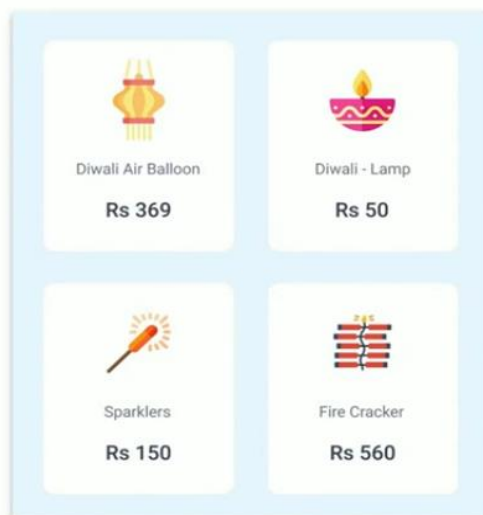 Diwali Air Balloon
Rs 369
Diwali - Lamp
Rs 50
Sparklers
Rs 150
Fire Cracker
Rs 560